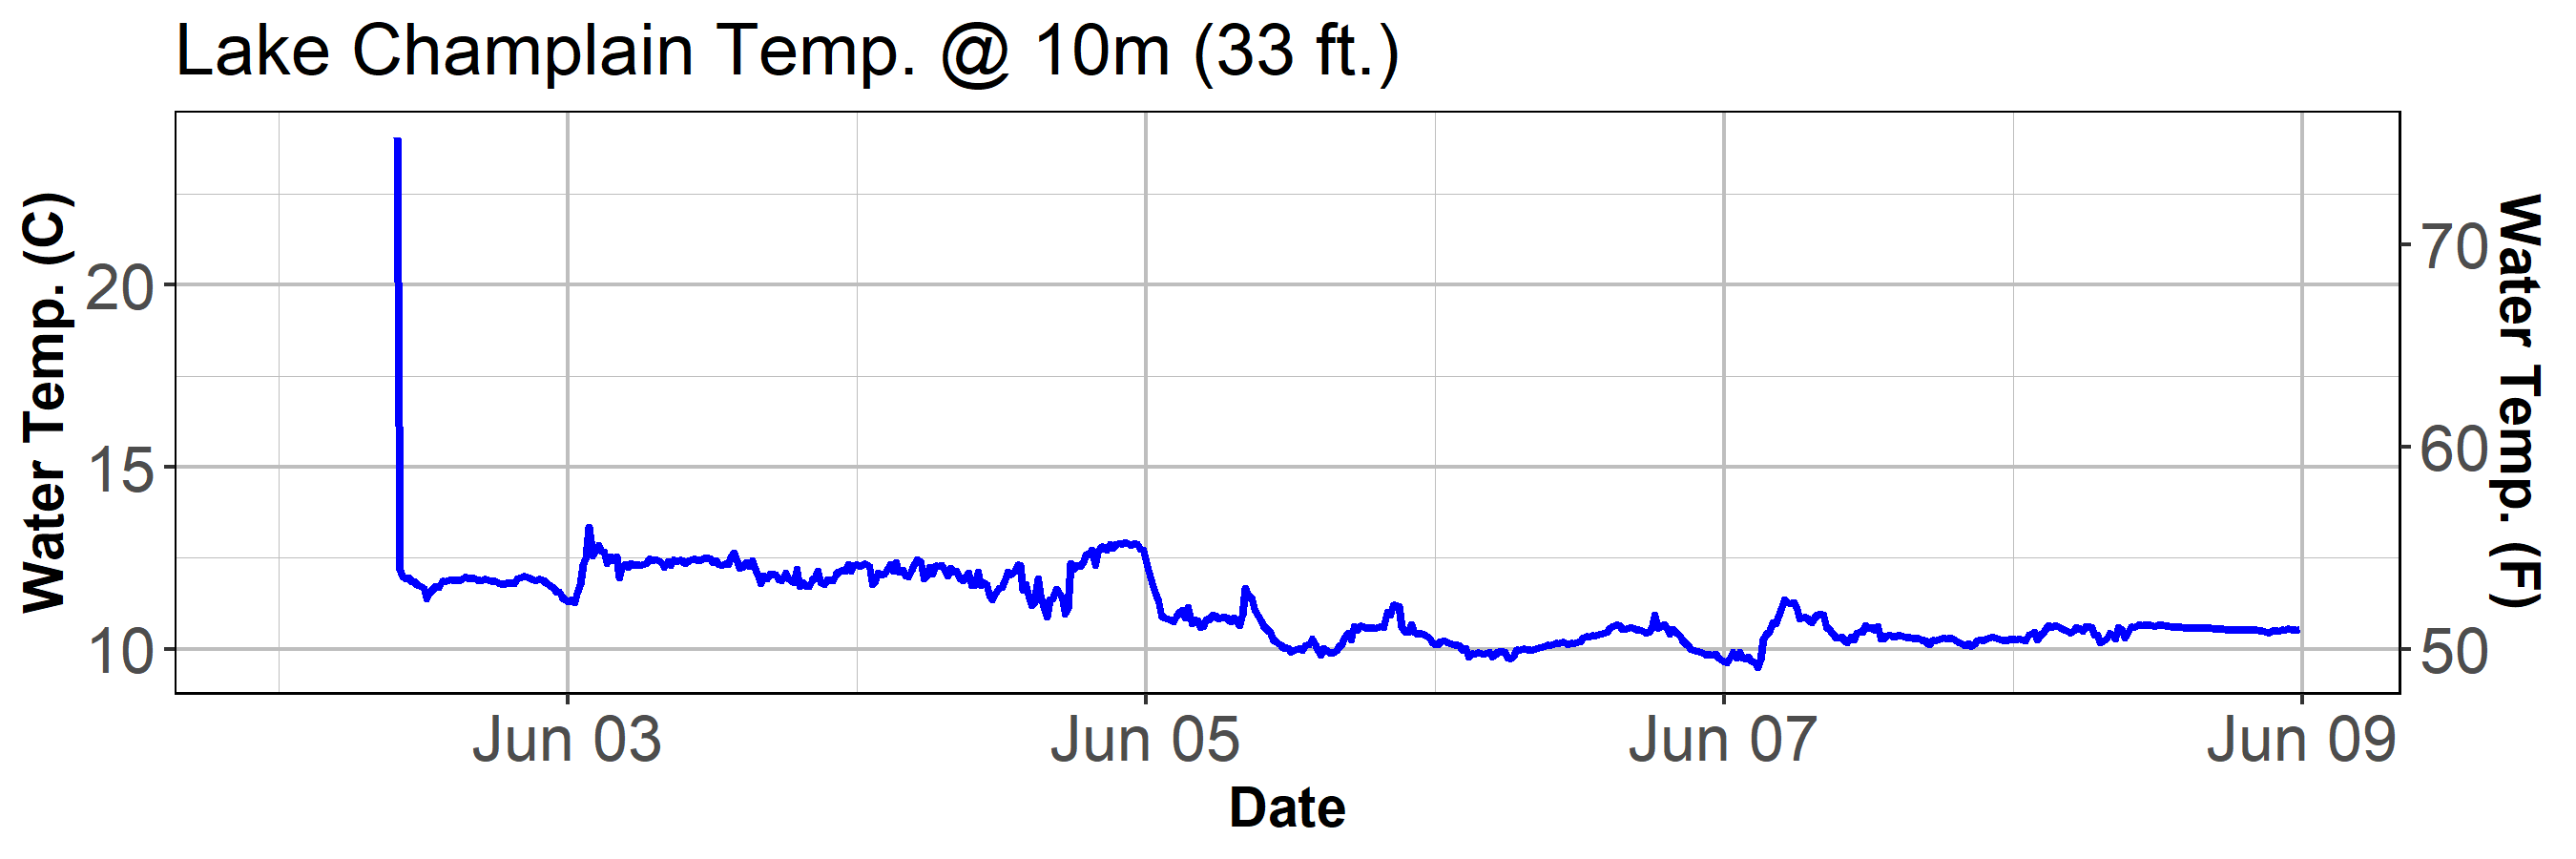 Lake Champlain Temp. @ 10m (33 ft.)
Water Temp. (C)
20
15
10
70
60
50
Water Temp. (F)
Jun 03
Jun 05
Jun 07
Jun 09
Date